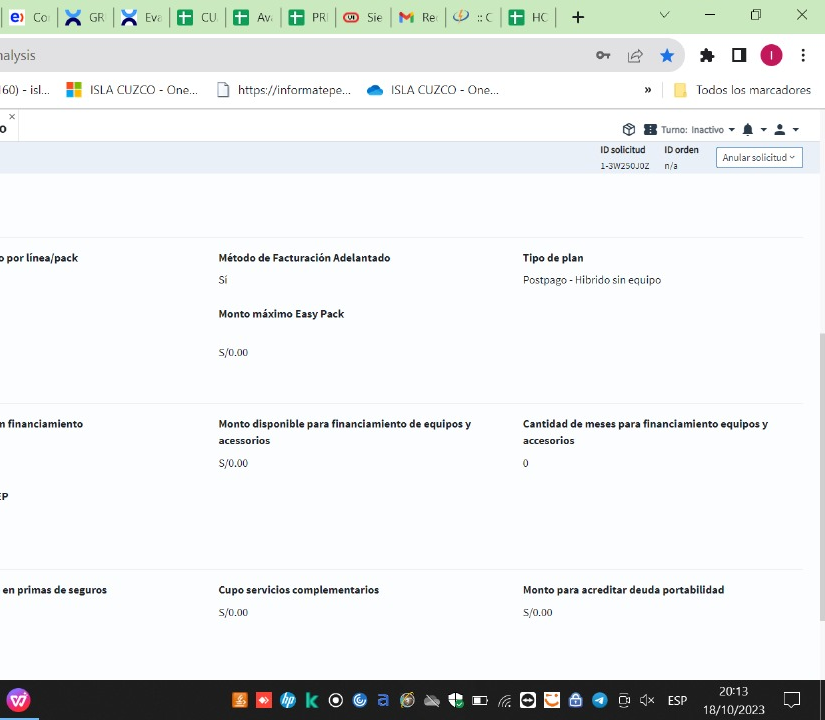 Co
GR
Eva
CU
Av
PRI
Sie
Re
:: C
HC
nalysis
60) - isl...
ISLA CUZCO - One...
https://informatepe...
ISLA CUZCO - One...
»
Todos los marcadores
o
Turno: Inactivo
ID solicitud
ID orden
1-3W250J0Z
n/a
Anular solicitud
o por línea/pack
Método de Facturación Adelantado
Tipo de plan
Sí
Postpago - Hibrido sin equipo
Monto máximo Easy Pack
S/0.00
n financiamiento
Monto disponible para financiamiento de equipos y
acessorios
Cantidad de meses para financiamiento equipos y
accesorios
S/0.00
0
EP
en primas de seguros
Cupo servicios complementarios
Monto para acreditar deuda portabilidad
S/0.00
S/0.00
ESP
20:13
18/10/2023